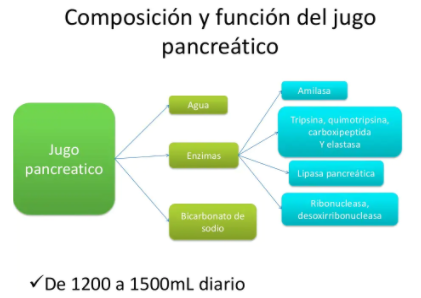 Composición y función del jugo
pancreático
Jugo
pancreatico
Agua
Enzimas
Bicarbonato de
sodio
Amilasa
Tripsina, quimotripsina,
carboxipeptida
Y elastasa
Lipasa pancreática
Ribonucleasa,
desoxirribonucleasa
✓De 1200 a 1500mL diario